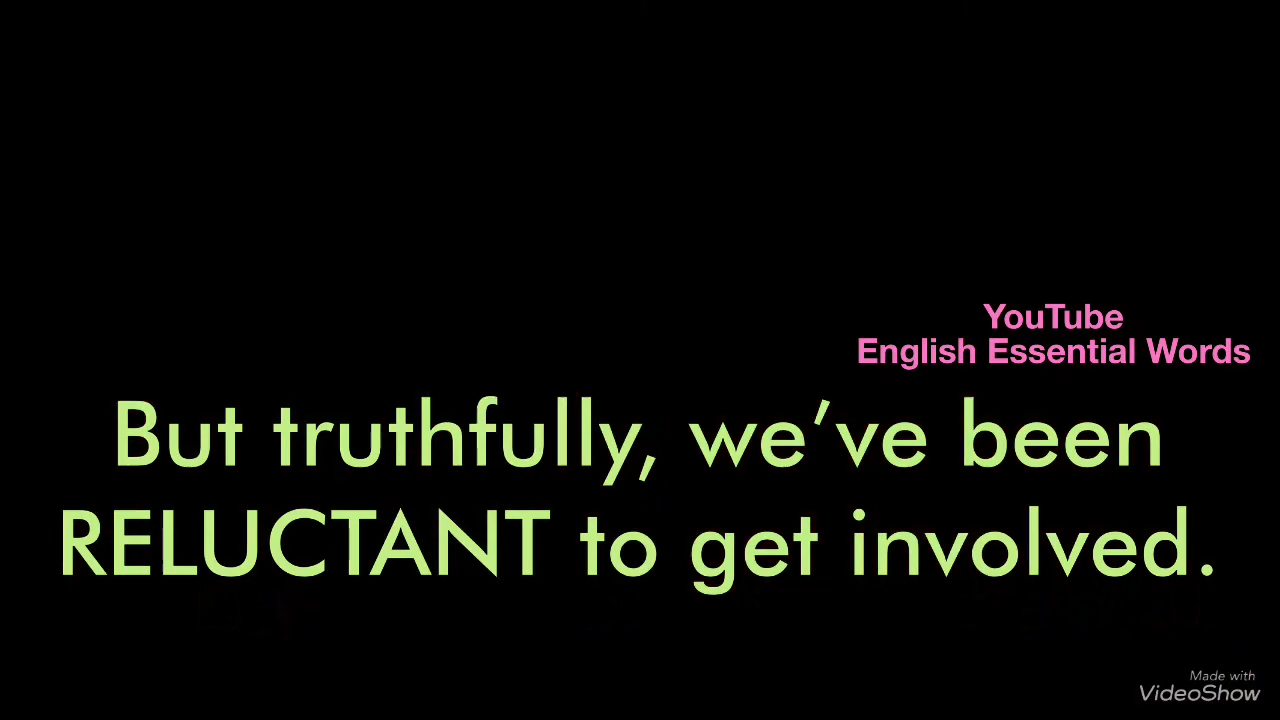 YouTube
English Essential Words
But truthfully, we’ve been
RELUCTANT to get involved.
Made with
VideoShow